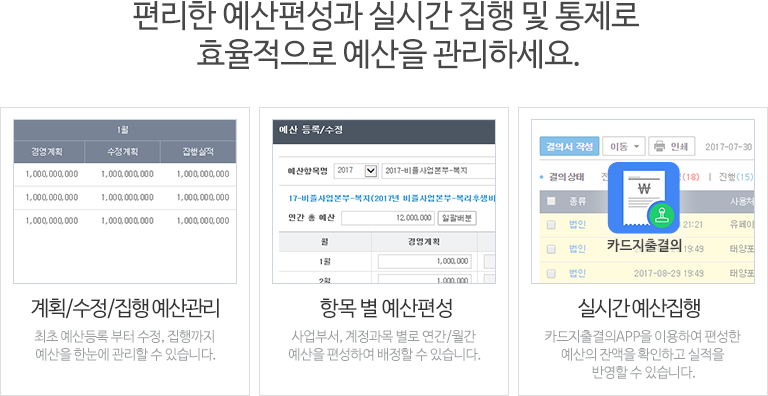 편리한 예산편성과 실시간 집행 및 통제로
효율적으로 예산을 관리하세요.
1월
경영계획 수정계획 집행실적
1,000,000,000 1,000,000,000 1,000,000,000
1,000,000,000 1,000,000,000 1,000,000,000
1,000,000,000 1,000,000,000 1,000,000,000
계획/수정/집행 예산관리
최초 예산등록 부터 수정, 집행까지
예산을 한눈에 관리할 수 있습니다.
예산 등록/수정
예산항목명 2017 2017-비플사업본부-복지
17-비플사업본부-복지(2017년 비플사업본부-복리후생비
연간 총 예산 12,000,000 일괄배분
월 경영계획
1월 1,000,000
2월 1,000,000
항목 별 예산편성
사업부서, 계정과목 별로 연간/월간
예산을 편성하여 배정할 수 있습니다.
결의서 작성 이동 인쇄 2017-07-30
결의상태 (18) | 진행(15)
종류 사용처
법인 21:21 유페이
법인 19:49 태양포
법인 2017-08-29 19:49 태양포
₩
카드지출결의
실시간 예산집행
카드지출결의APP을 이용하여 편성한
예산의 잔액을 확인하고 실적을
반영할 수 있습니다.